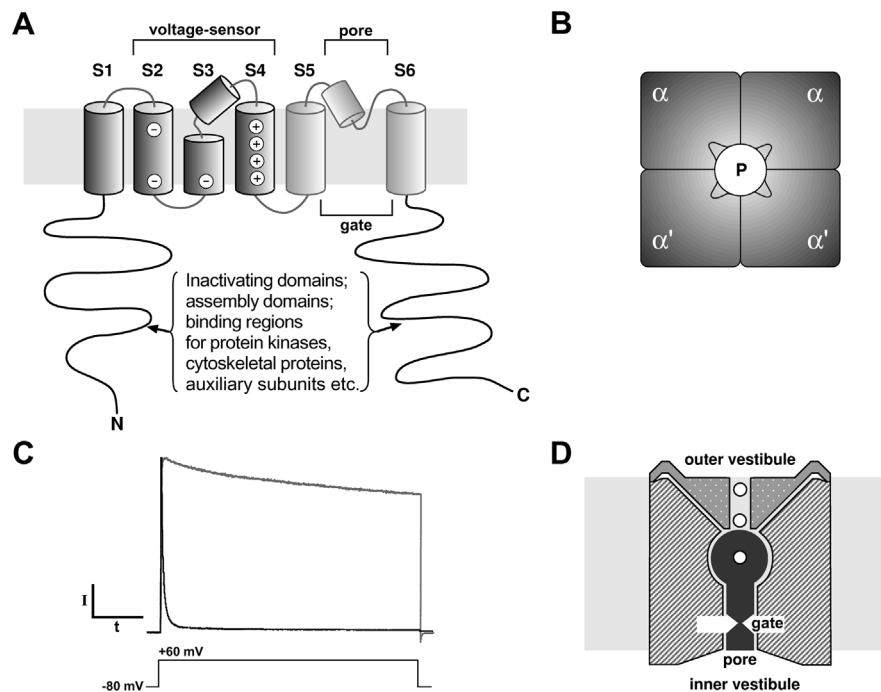 A
voltage-sensor
pore
S1 S2 S3 S4 S5 S6
− + + + +
− −
gate
Inactivating domains;
assembly domains;
binding regions
for protein kinases,
cytoskeletal proteins,
auxiliary subunits etc.
N
C
B
α α
P
α' α'
C
I
t
+60 mV
-80 mV
D
outer vestibule
gate
pore
inner vestibule